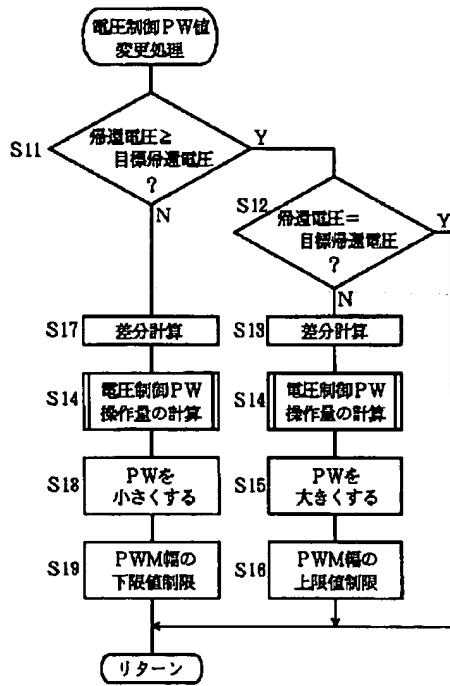 電圧制御PW値
変更処理
S11
帰還電圧≧
目標帰還電圧
?
Y
N
S12
帰還電圧=
目標帰還電圧
?
Y
N
S17
差分計算
S13
差分計算
S14
電圧制御PW
操作量の計算
S14
電圧制御PW
操作量の計算
S18
PWを
小さくする
S15
PWを
大きくする
S19
PWM幅の
下限値制限
S16
PWM幅の
上限値制限
リターン